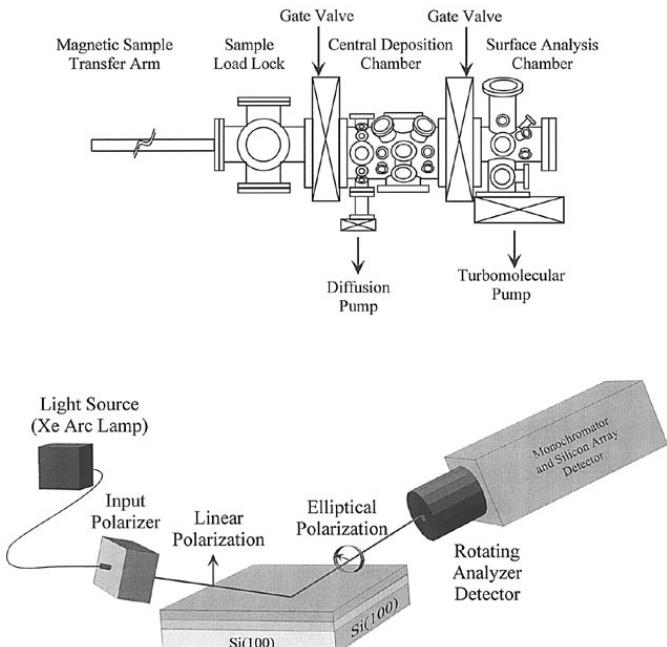 Gate Valve
Gate Valve
Magnetic Sample
Transfer Arm
Sample
Load Lock
Central Deposition
Chamber
Surface Analysis
Chamber
Diffusion
Pump
Turbomolecular
Pump
Light Source
(Xe Arc Lamp)
Input
Polarizer
Linear
Polarization
Elliptical
Polarization
Monochromator
and Silicon Array
Detector
Rotating
Analyzer
Detector
Si(100)
Si(100)